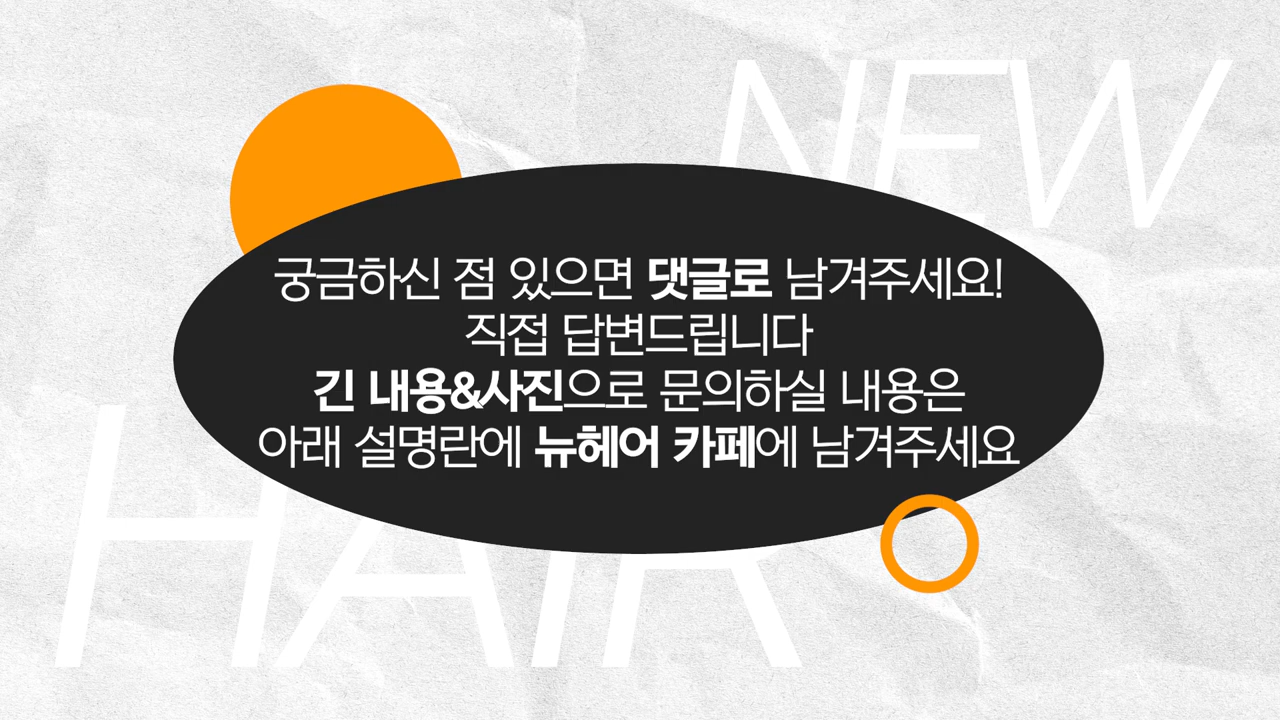 NEW
궁금하신 점 있으면 댓글로 남겨주세요!
직접 답변드립니다
긴 내용&사진으로 문의하실 내용은
아래 설명란에 뉴헤어 카페에 남겨주세요
HAIR